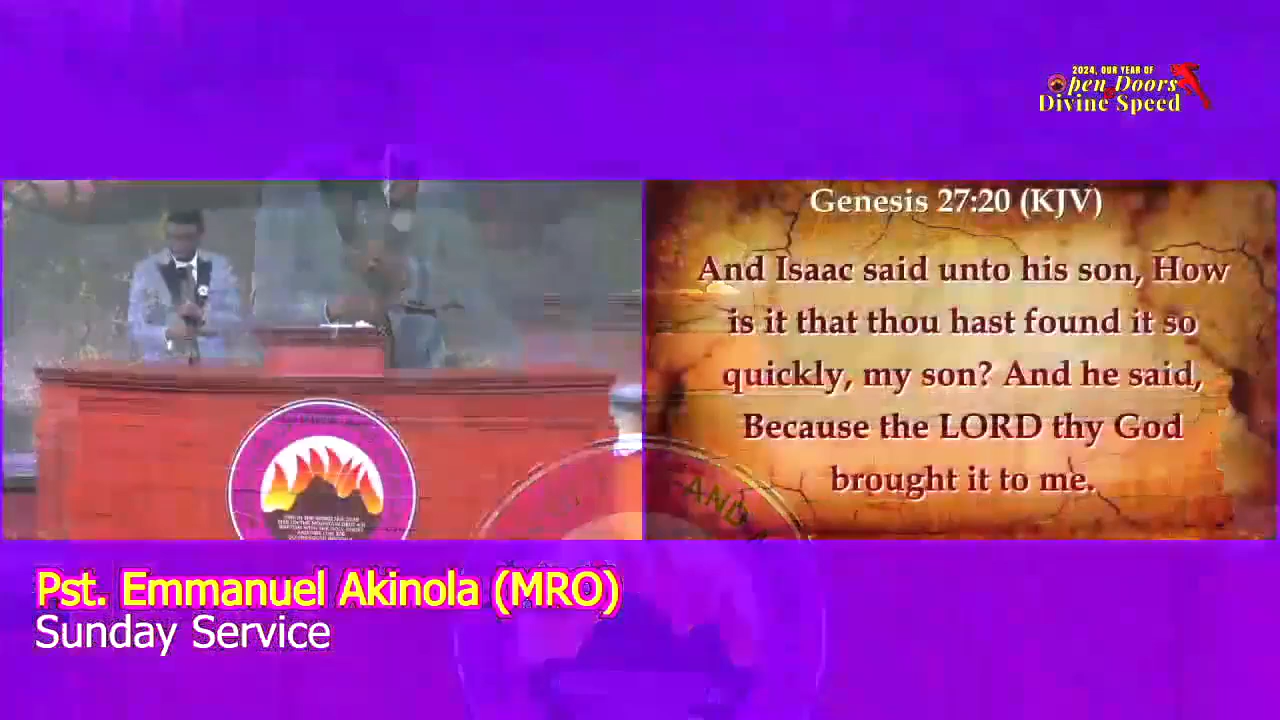 2024, OUR YEAR OF
Open Doors
Divine Speed
Genesis 27:20 (KJV)
And Isaac said unto his son, How
is it that thou hast found it so
quickly, my son? And he said,
Because the LORD thy God
brought it to me.
AND
Pst. Emmanuel Akinola (MRO)
Sunday Service